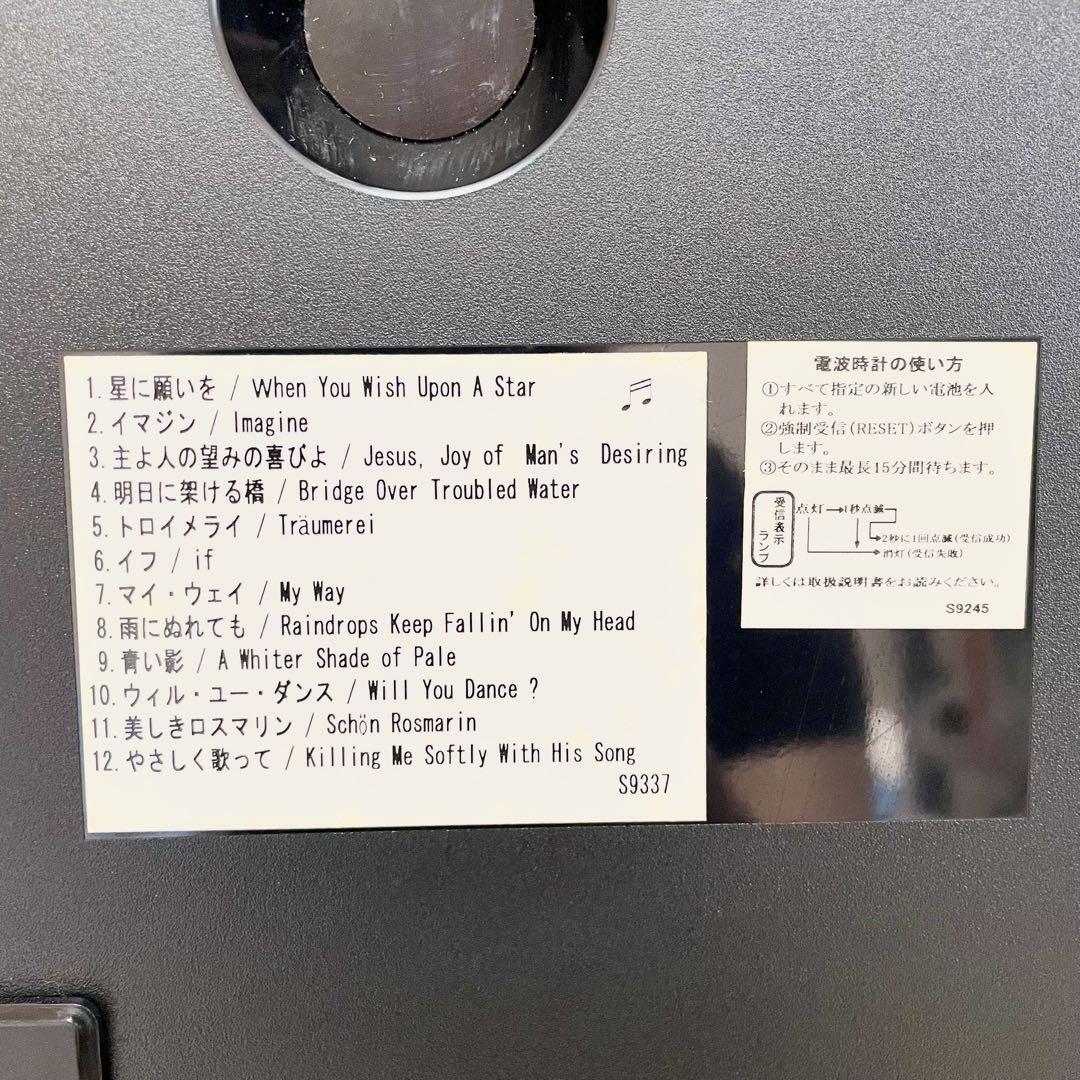 1. 星に願いを / When You Wish Upon A Star
2. イマジン / Imagine
3. 主よ人の望みの喜びよ / Jesus, Joy of Man's Desiring
4. 明日に架ける橋 / Bridge Over Troubled Water
5. トロイメライ / Träumerei
6. イフ / if
7. マイ・ウェイ / My Way
8. 雨にぬれても / Raindrops Keep Fallin' On My Head
9. 青い影 / A Whiter Shade of Pale
10. ウィル・ユー・ダンス / Will You Dance ?
11. 美しきロスマリン / Schön Rosmarin
12. やさしく歌って / Killing Me Softly With His Song
S9337
電波時計の使い方
①すべて指定の新しい電池を入
れます。
②強制受信(RESET)ボタンを押
します。
③そのまま最長15分間待ちます。
受信表示
ランプ
点灯→1秒点滅
2秒に1回点滅(受信成功)
消灯(受信失敗)
詳しくは取扱説明書をお読みください。
S9245